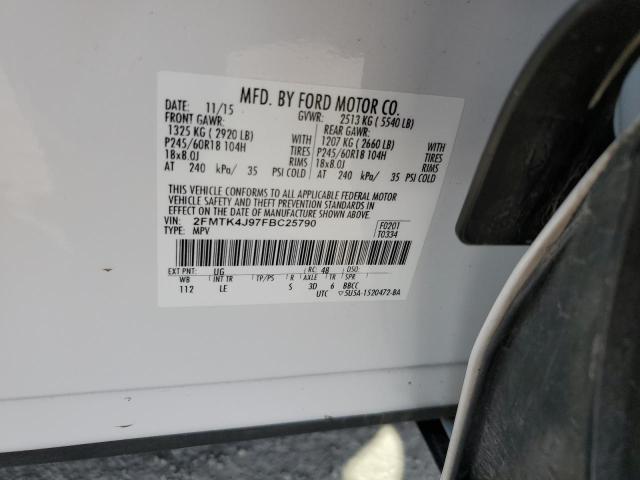 MFD. BY FORD MOTOR CO.
DATE: 11/15 GVWR: 2513 KG ( 5540 LB)
FRONT GAWR: REAR GAWR:
1325 KG ( 2920 LB) WITH 1207 KG ( 2660 LB) WITH
P245/60R18 104H TIRES P245/60R18 104H TIRES
18x8.0J RIMS 18x8.0J RIMS
AT 240 kPa/ 35 PSI COLD AT 240 kPa/ 35 PSI COLD
THIS VEHICLE CONFORMS TO ALL APPLICABLE FEDERAL MOTOR
VEHICLE SAFETY AND BUMPER STANDARDS IN
EFFECT ON THE DATE OF MANUFACTURE SHOWN ABOVE.
VIN: 2FMTK4J97FBC25790 F0201
TYPE: MPV T0334
EXT PNT: UG RC: 48 DSO:
WB INT TR TP/PS R AXLE TR SPR
112 LE S 3D 6 BBCC
UTC 5U5A-1520472-BA